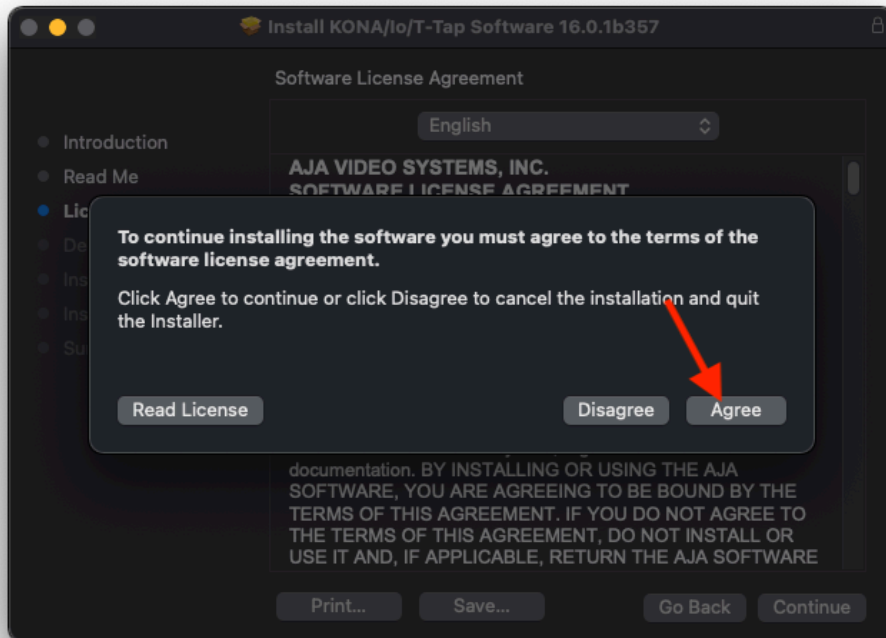 Install KONA/Io/T-Tap Software 16.0.1b357
Software License Agreement
Introduction
Read Me
Lic
De
Ins
Ins
Su
English
AJA VIDEO SYSTEMS, INC.
SOFTWARE LICENSE AGREEMENT
To continue installing the software you must agree to the terms of the
software license agreement.
Click Agree to continue or click Disagree to cancel the installation and quit
the Installer.
Read License
Disagree
Agree
documentation. BY INSTALLING OR USING THE AJA
SOFTWARE, YOU ARE AGREEING TO BE BOUND BY THE
TERMS OF THIS AGREEMENT. IF YOU DO NOT AGREE TO
THE TERMS OF THIS AGREEMENT, DO NOT INSTALL OR
USE IT AND, IF APPLICABLE, RETURN THE AJA SOFTWARE
Print...
Save...
Go Back
Continue